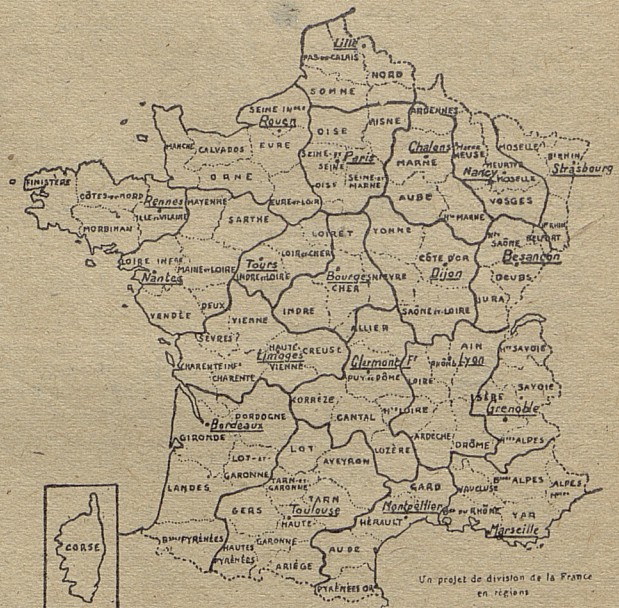 Lille
PAS-DE-CALAIS
NORD
SOMME
SEINE INFre
ARDENNES
Rouen
AISNE
OISE
MANCHE
CALVADOS
EURE
Chalons
MEUSE
MOSELLE
Bs RHIN
SEINE-ET
Paris
MARNE
Nancy
MEURTHE
Strasbourg
SEINE
MOSELLE
FINISTÈRE
ORNE
OISE
SEINE-ET
MARNE
AUBE
VOSGES
CÔTES-DU-NORD
Rennes
MAYENNE
EURE-ET-LOIR
Hte MARNE
ILLE-ET-VILAINE
SARTHE
Ht RHIN
MORBIHAN
LOIRET
YONNE
Hte
SAÔNE
BELFORT
LOIR-ET-CHER
CÔTE D'OR
Besançon
LOIRE INFre
MAINE-ET-LOIRE
Tours
Nantes
INDRE-ET-LOIRE
Bourges
NIÈVRE
Dijon
DOUBS
CHER
JURA
VENDÉE
DEUX
INDRE
SAÔNE-ET-LOIRE
VIENNE
ALLIER
SÈVRES
AIN
HAUTE
CREUSE
Hte SAVOIE
Limoges
Clermont Ft
RHÔNE
Lyon
CHARENTE INFe
VIENNE
CHARENTE
PUY-DE-DÔME
LOIRE
SAVOIE
CORRÈZE
ISÈRE
DORDOGNE
CANTAL
Hte LOIRE
Grenoble
Bordeaux
GIRONDE
ARDÈCHE
DRÔME
Htes ALPES
LOT
LOZÈRE
LOT-ET-
GARONNE
AVEYRON
TARN-ET-
GARONNE
GARD
VAUCLUSE
Bses ALPES
ALPES
LANDES
TARN
GERS
Toulouse
Montpellier
Bes DU RHÔNE
VAR
HAUTE
HÉRAULT
Marseille
CORSE
Bses PYRÉNÉES
HAUTES
GARONNE
AUDE
PYRÉNÉES
ARIÈGE
PYRÉNÉES OR.
Un projet de division de la France
en régions